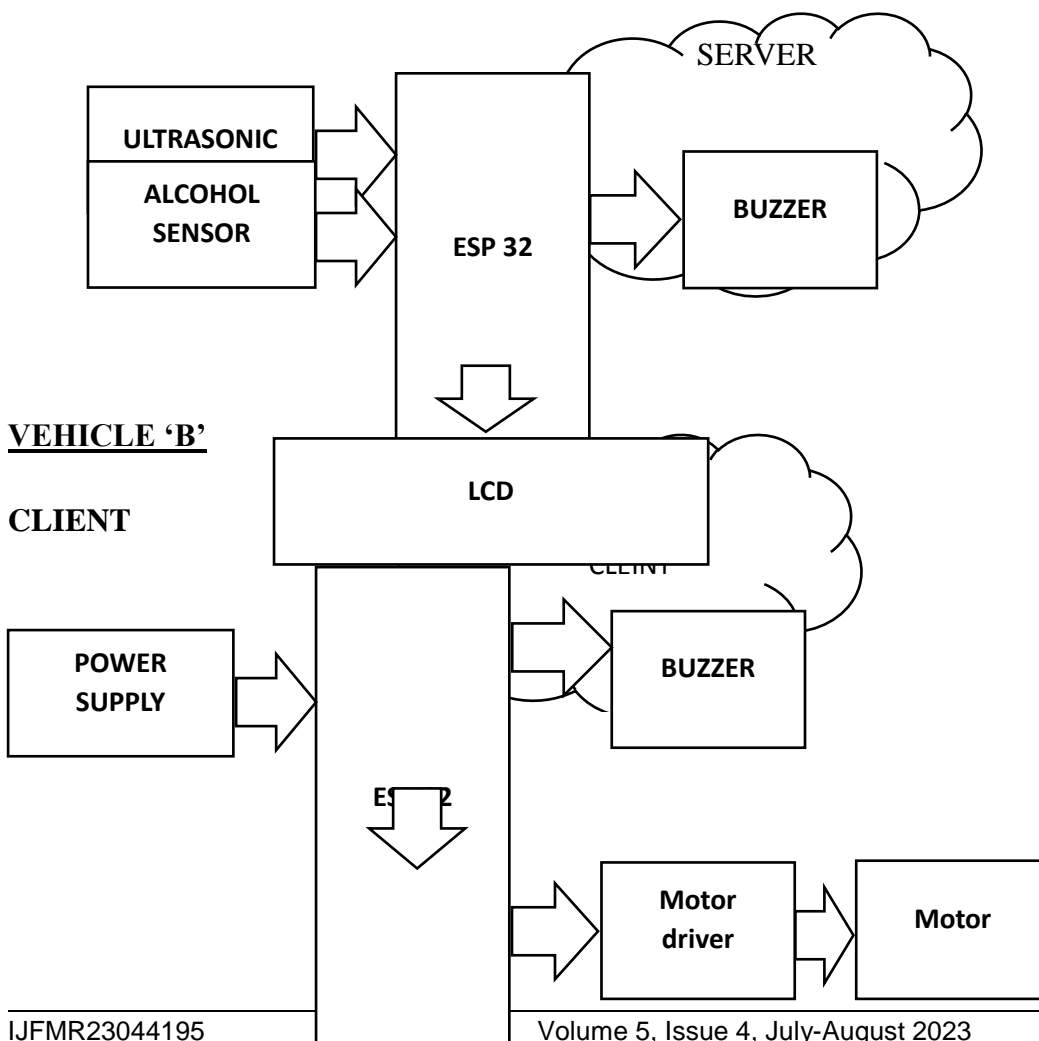 SERVER
ULTRASONIC
ALCOHOL
SENSOR
ESP 32
BUZZER
VEHICLE ‘B’
LCD
CLIENT
CLEINT
POWER
SUPPLY
BUZZER
Motor
driver
Motor
IJFMR23044195
Volume 5, Issue 4, July-August 2023